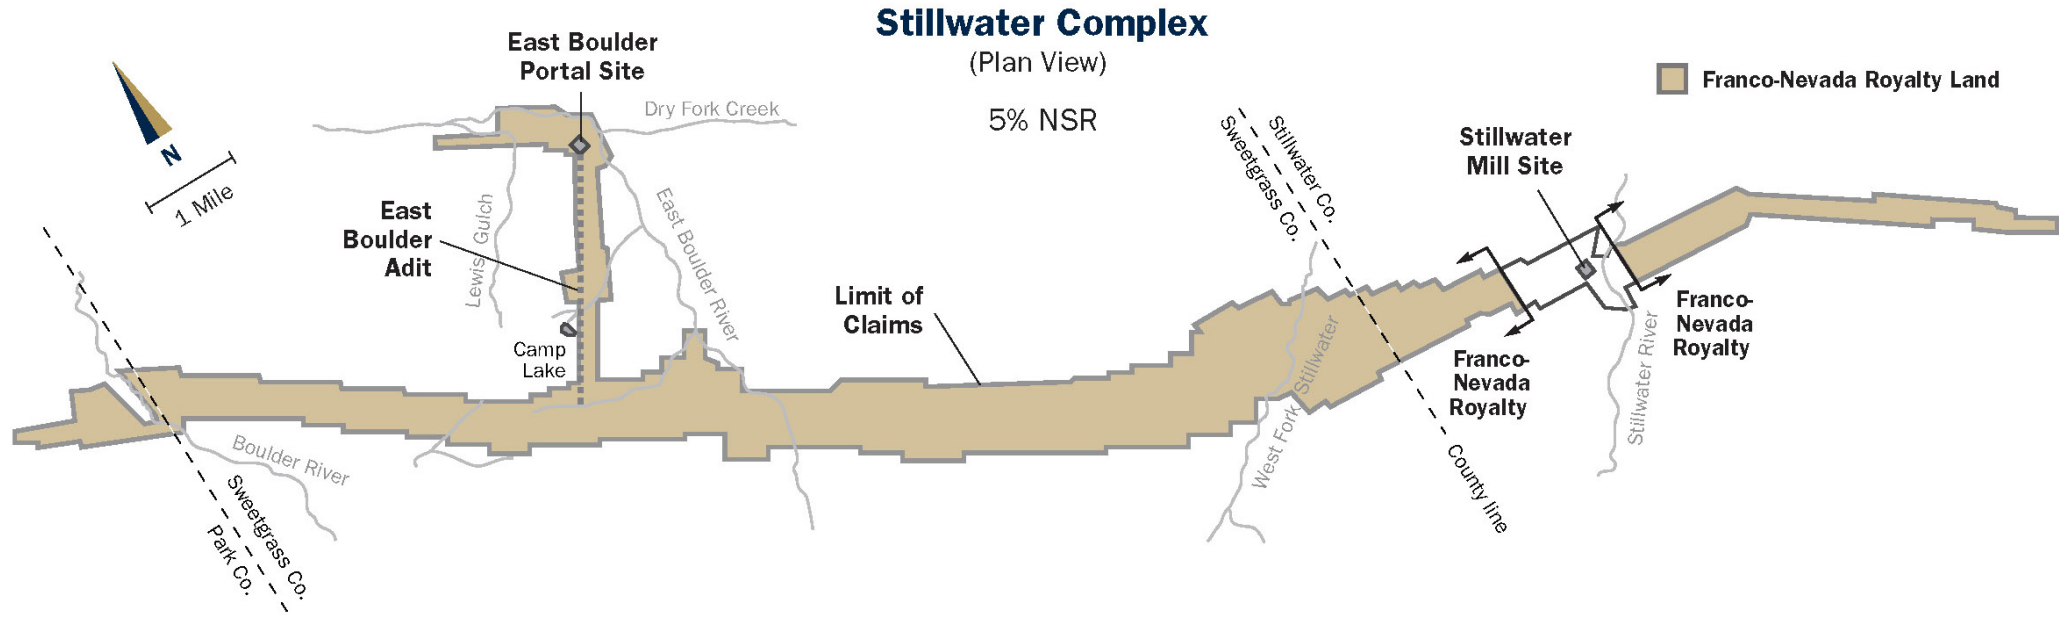 Stillwater Complex
(Plan View)
5% NSR
Franco-Nevada Royalty Land
N
1 Mile
East Boulder
Portal Site
Dry Fork Creek
Lewis Gulch
East
Boulder
Adit
East Boulder River
Camp
Lake
Limit of
Claims
Stillwater Co.
Sweetgrass Co.
Stillwater
Mill Site
Franco-
Nevada
Royalty
Franco-
Nevada
Royalty
Stillwater River
West Fork Stillwater
County line
Boulder River
Sweetgrass Co.
Park Co.